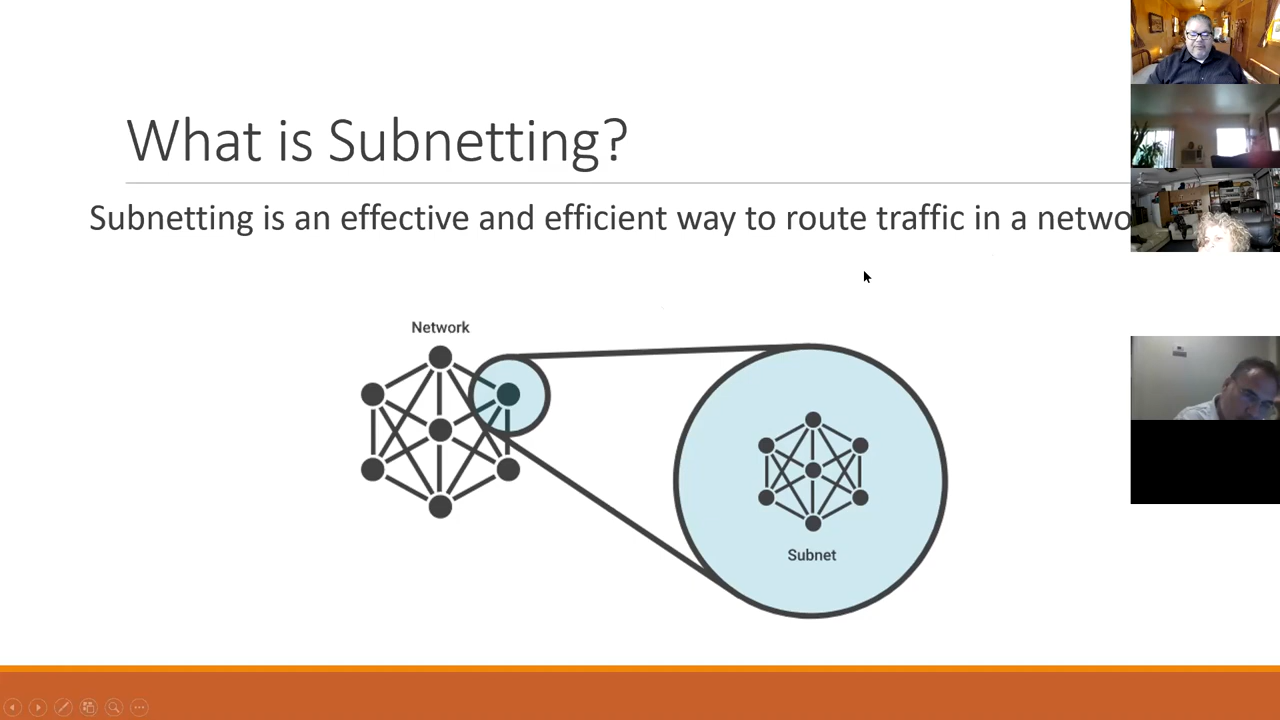 What is Subnetting?
Subnetting is an effective and efficient way to route traffic in a netwo
Network
Subnet